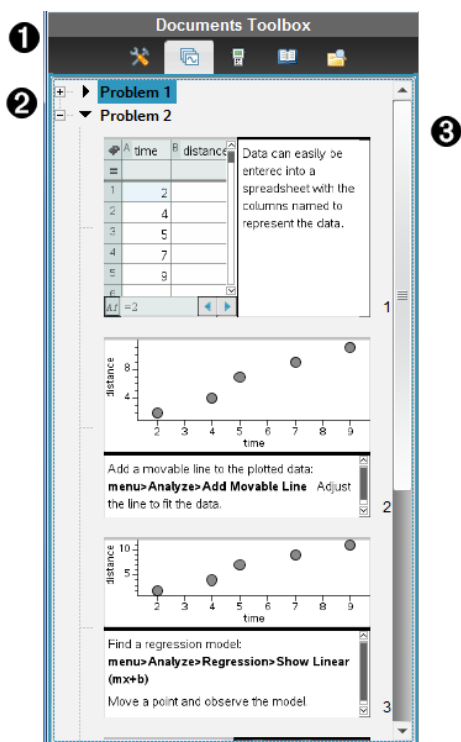 ❶
Documents Toolbox
❷
Problem 1
Problem 2
❸
A time B distance
=
1 2
2 4
3 5
4 7
5 9
6
A1 =2
Data can easily be
entered into a
spreadsheet with the
columns named to
represent the data.
1
distance
8
4
2 3 4 5 6 7 8 9
time
Add a movable line to the plotted data:
menu>Analyze>Add Movable Line Adjust
the line to fit the data.
2
distance
10
5
2 3 4 5 6 7 8 9
time
Find a regression model:
menu>Analyze>Regression>Show Linear
(mx+b)
Move a point and observe the model.
3